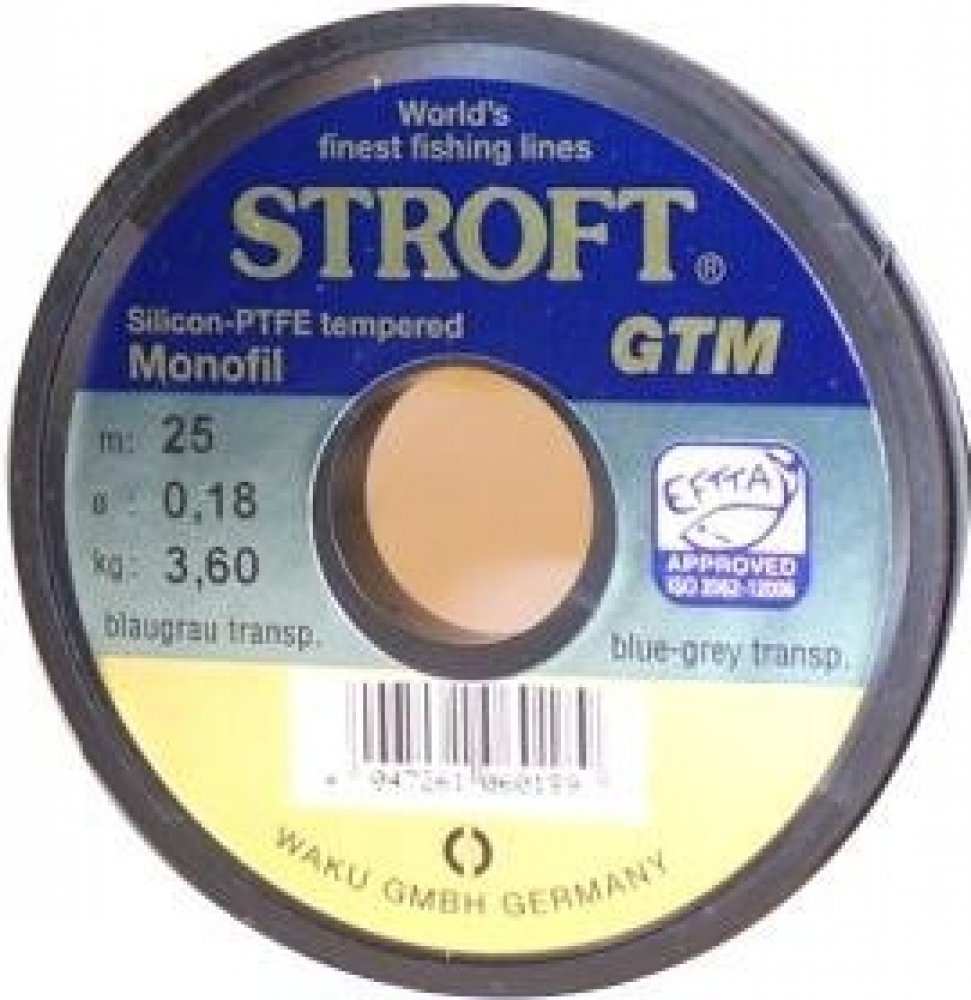 World's
finest fishing lines
STROFT®
Silicon-PTFE tempered
Monofil
GTM
m: 25
ø : 0,18
kg.: 3,60
blaugrau transp.
EFTTA
APPROVED
blue-grey transp.
WAKU GMBH GERMANY